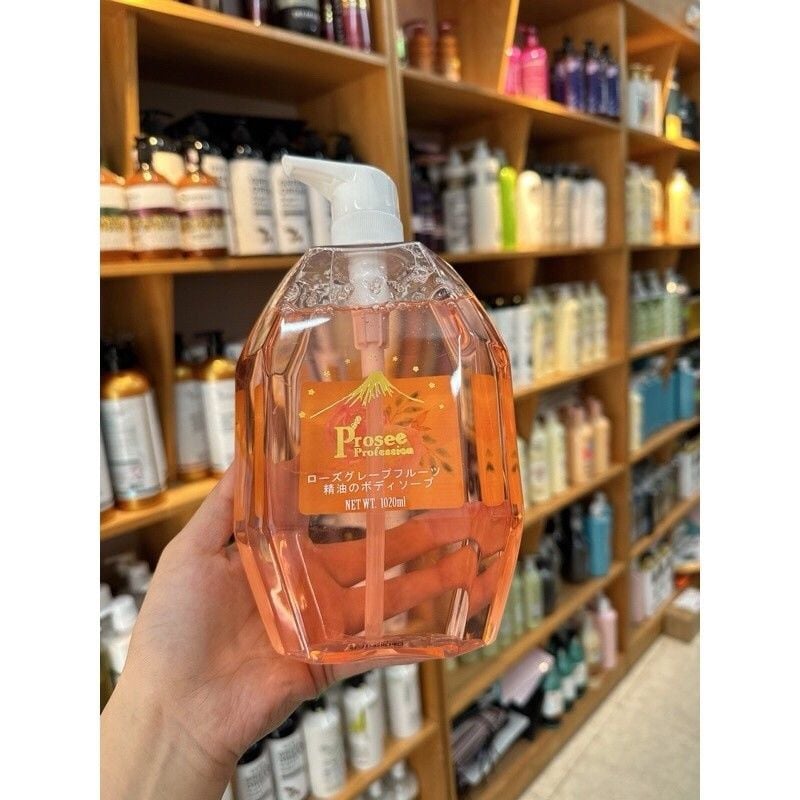 Prosee
Profession
ローズグレープフルーツ
精油のボディソープ
NET WT. 1020ml